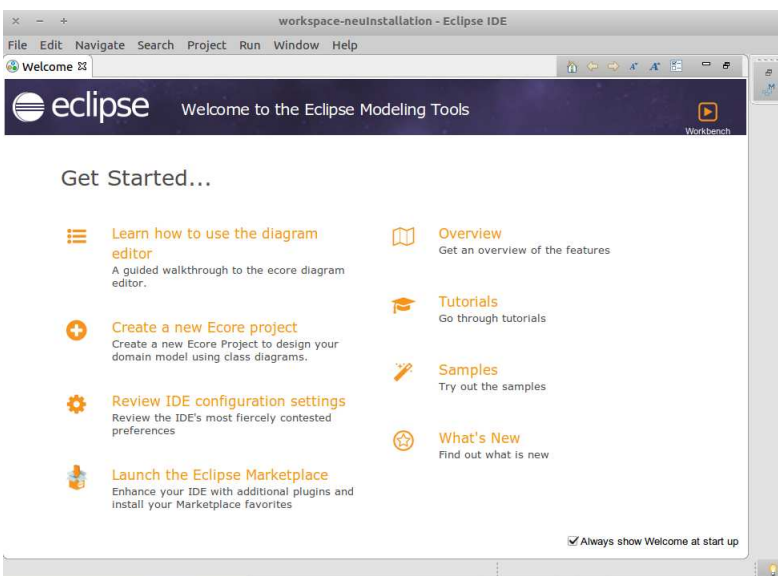 workspace-neuInstallation - Eclipse IDE
File Edit Navigate Search Project Run Window Help
Welcome
eclipse
Welcome to the Eclipse Modeling Tools
Workbench
Get Started...
Learn how to use the diagram
editor
A guided walkthrough to the ecore diagram
editor.
Create a new Ecore project
Create a new Ecore Project to design your
domain model using class diagrams.
Review IDE configuration settings
Review the IDE's most fiercely contested
preferences
Launch the Eclipse Marketplace
Enhance your IDE with additional plugins and
install your Marketplace favorites
Overview
Get an overview of the features
Tutorials
Go through tutorials
Samples
Try out the samples
What's New
Find out what is new
Always show Welcome at start up